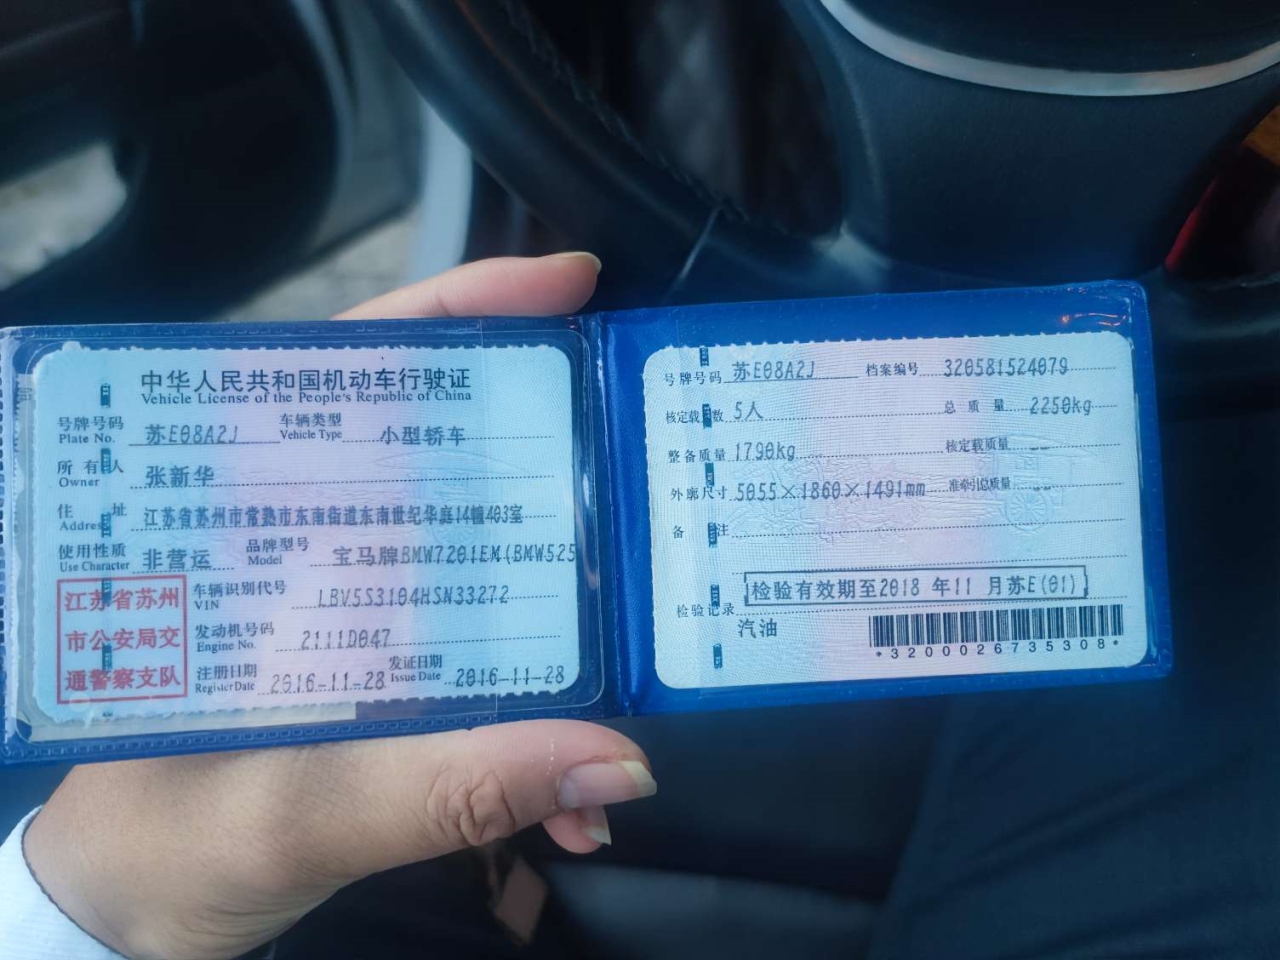 中华人民共和国机动车行驶证
Vehicle License of the People's Republic of China
号牌号码 苏E08A2J 车辆类型 小型轿车
Plate No. Vehicle Type
所有人 张新华
Owner
住址 江苏省苏州市常熟市东南街道东南世纪华庭14幢403室
Address
使用性质 非营运 品牌型号 宝马牌BMW7201EM(BMW525
Use Character Model
江苏省苏州
市公安局交
通警察支队
车辆识别代号 LBV5S3104HSN33272
VIN
发动机号码 2111D047
Engine No.
注册日期 2016-11-28 发证日期 2016-11-28
Register Date Issue Date
号牌号码 苏E08A2J 档案编号 320581524079
核定载 数 5人 总质量 2250kg
整备质量 1790kg 核定载质量 --
外廓尺寸 5055×1860×1491mm 准牵引总质量 --
备注
检验有效期至2018 年11 月苏E(01)
检验记录
汽油
*3200026735308*